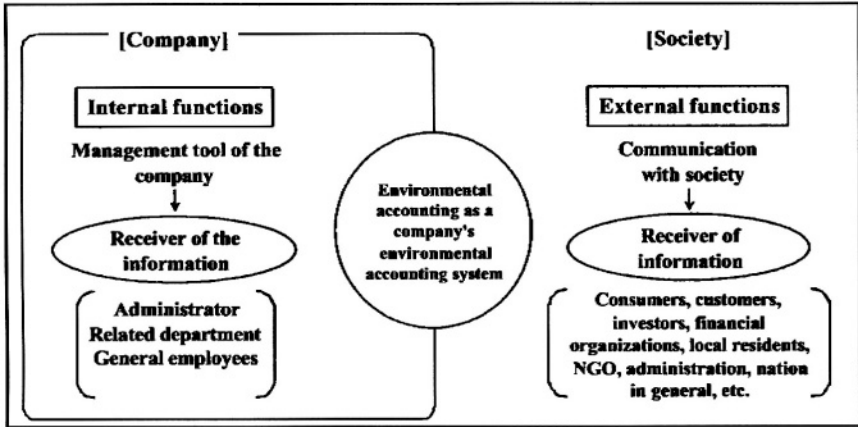 [Company]
Internal functions
Management tool of the
company
Receiver of the
information
Administrator
Related department
General employees
Environmental
accounting as a
company's
environmental
accounting system
[Society]
External functions
Communication
with society
Receiver of
information
Consumers, customers,
investors, financial
organizations, local residents,
NGO, administration, nation
in general, etc.